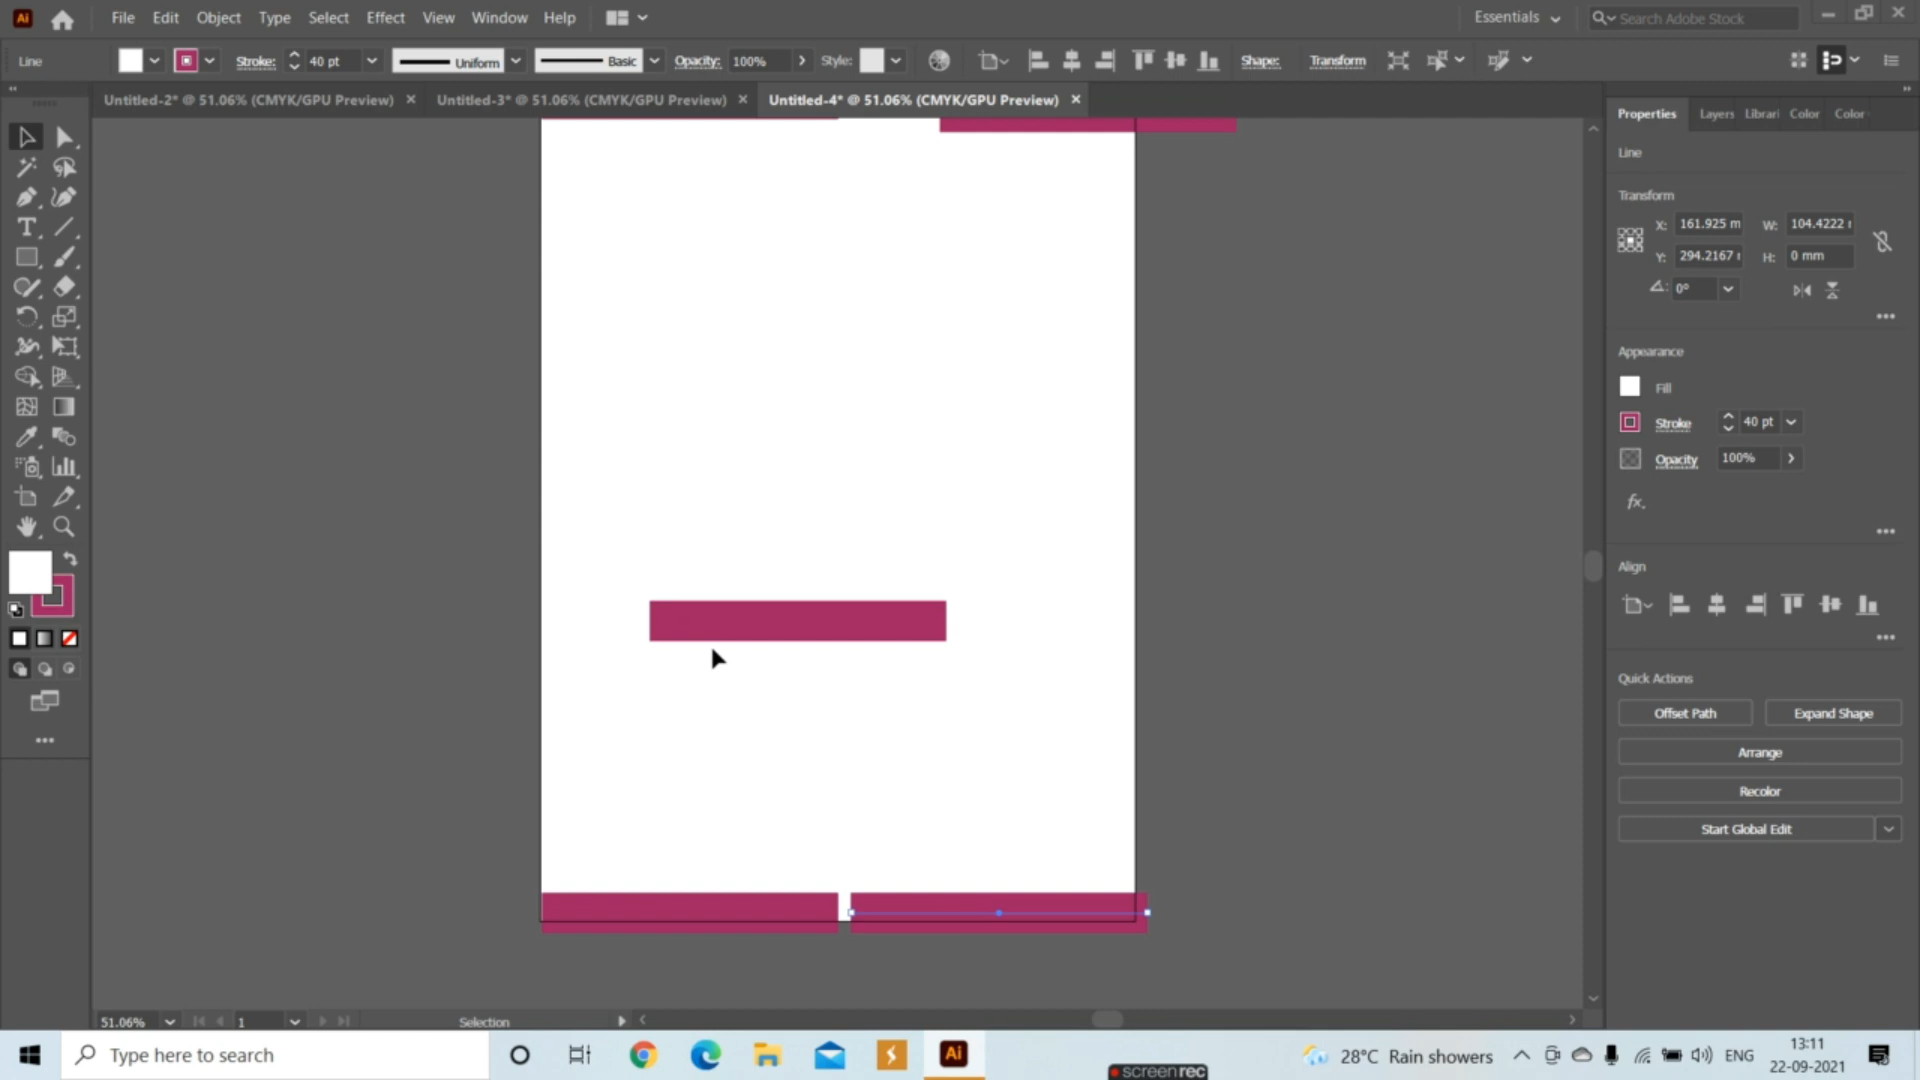 Ai File Edit Object Type Select Effect View Window Help Essentials Search Adobe Stock
Line Stroke: 40 pt Uniform Basic Opacity: 100% Style: Shape: Transform
Untitled-2* @ 51.06% (CMYK/GPU Preview) × Untitled-3* @ 51.06% (CMYK/GPU Preview) × Untitled-4* @ 51.06% (CMYK/GPU Preview) ×
Properties Layers Librari Color Color
Line
Transform
X: 161.925 m W: 104.4222
Y: 294.2167 H: 0 mm
0°
Appearance
Fill
Stroke 40 pt
Opacity 100%
fx.
Align
Quick Actions
Offset Path Expand Shape
Arrange
Recolor
Start Global Edit
51.06% 1 Selection
Type here to search Ai 28°C Rain showers ENG 13:11
22-09-2021
screenrec